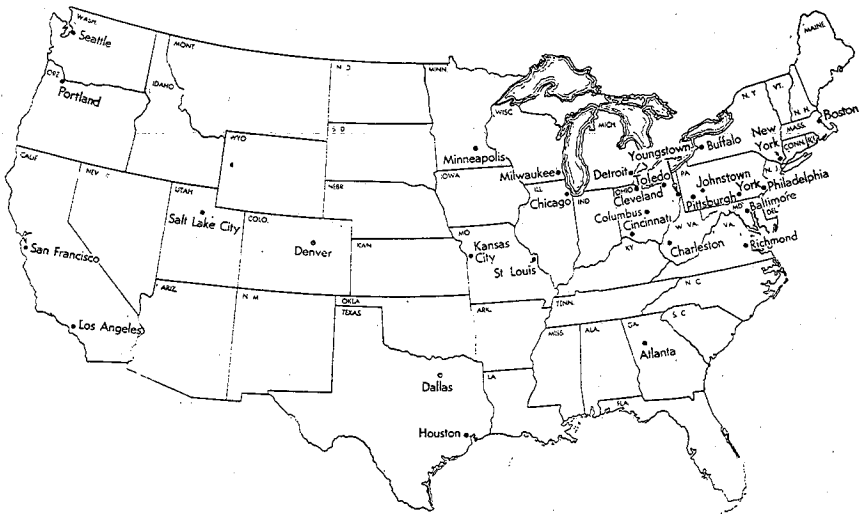 WASH.
Seattle
ORE.
Portland
IDAHO
MONT.
N D
S D
WYO
NEBR
MINN.
Minneapolis
WISC
Milwaukee
MICH.
Detroit
IOWA
ILL
Chicago
IND
OHIO
Toledo
Cleveland
Columbus
Cincinnati
Youngstown
Buffalo
N. Y
VT.
N. H
MAINE
MASS.
Boston
CONN.
New
York
N. J
PA
Johnstown
York
Pittsburgh
Philadelphia
Baltimore
MD
DEL
W VA.
VA.
Charleston
Richmond
KY
CALIF
San Francisco
Los Angeles
NEV
UTAH
Salt Lake City
COLO.
Denver
KAN
MO
Kansas
City
St Louis
ARIZ.
N. M
OKLA
TEXAS
Dallas
Houston
ARK.
LA
TENN.
MISS.
ALA.
GA.
Atlanta
N C
S C
FLA.